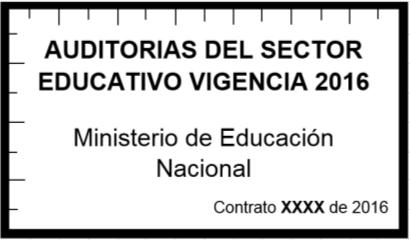 AUDITORIAS DEL SECTOR
EDUCATIVO VIGENCIA 2016
Ministerio de Educación
Nacional
Contrato XXXX de 2016